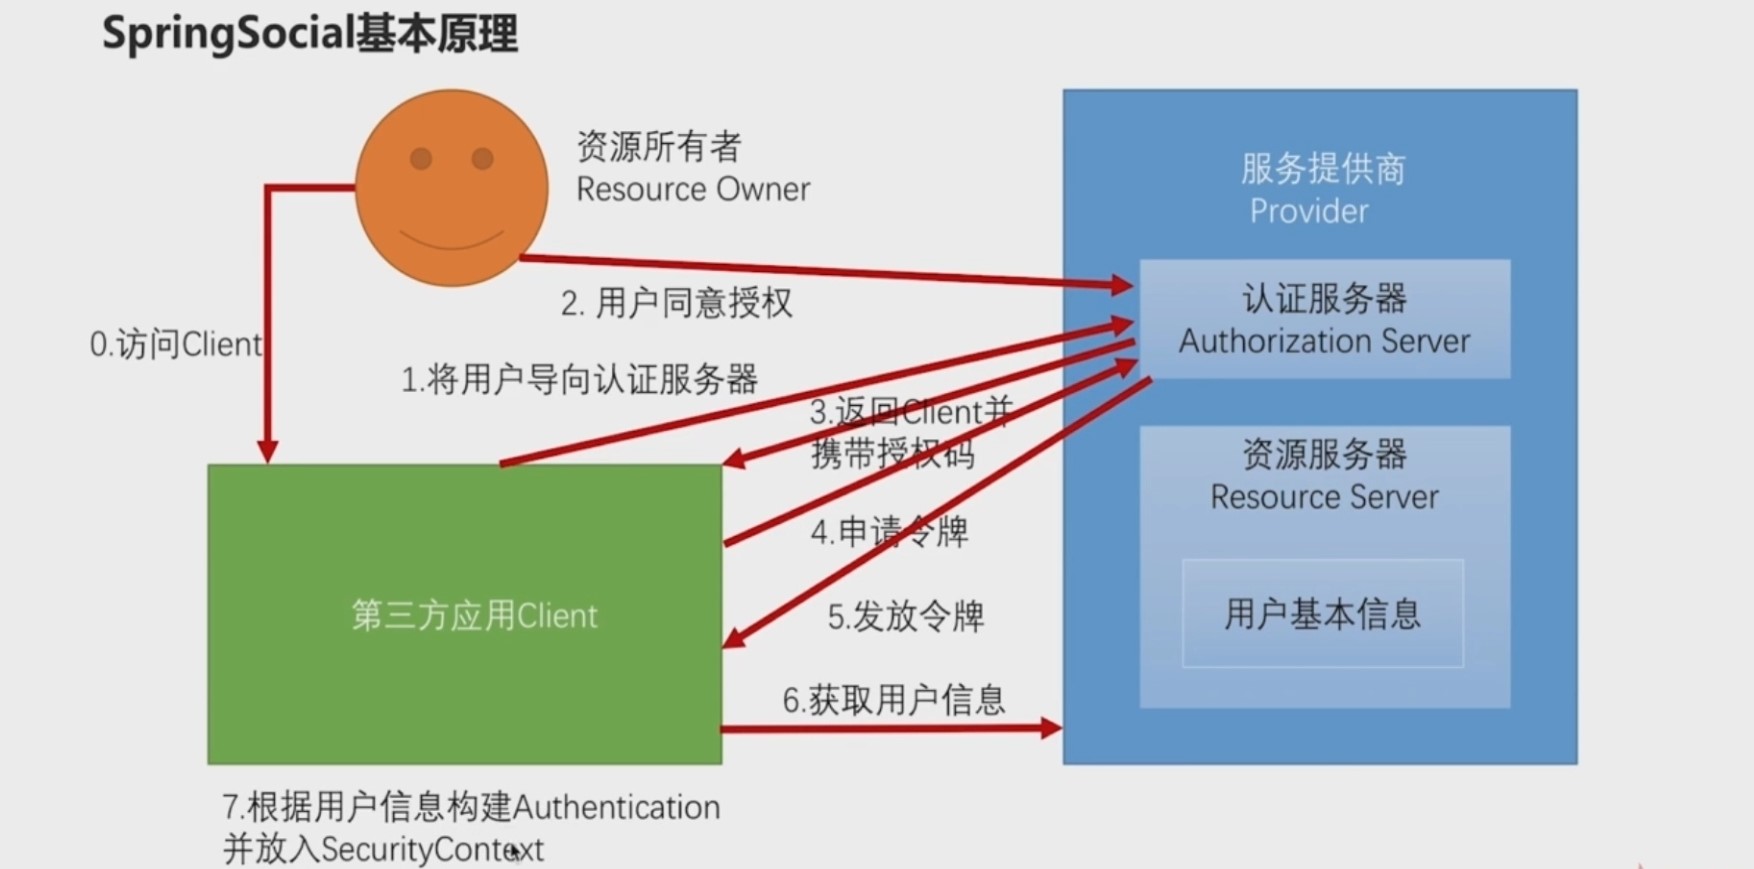 SpringSocial基本原理
资源所有者
Resource Owner
服务提供商
Provider
认证服务器
Authorization Server
2. 用户同意授权
0.访问Client
1.将用户导向认证服务器
3.返回Client并
携带授权码
资源服务器
Resource Server
4.申请令牌
第三方应用Client
5.发放令牌
用户基本信息
6.获取用户信息
7.根据用户信息构建Authentication
并放入SecurityContext